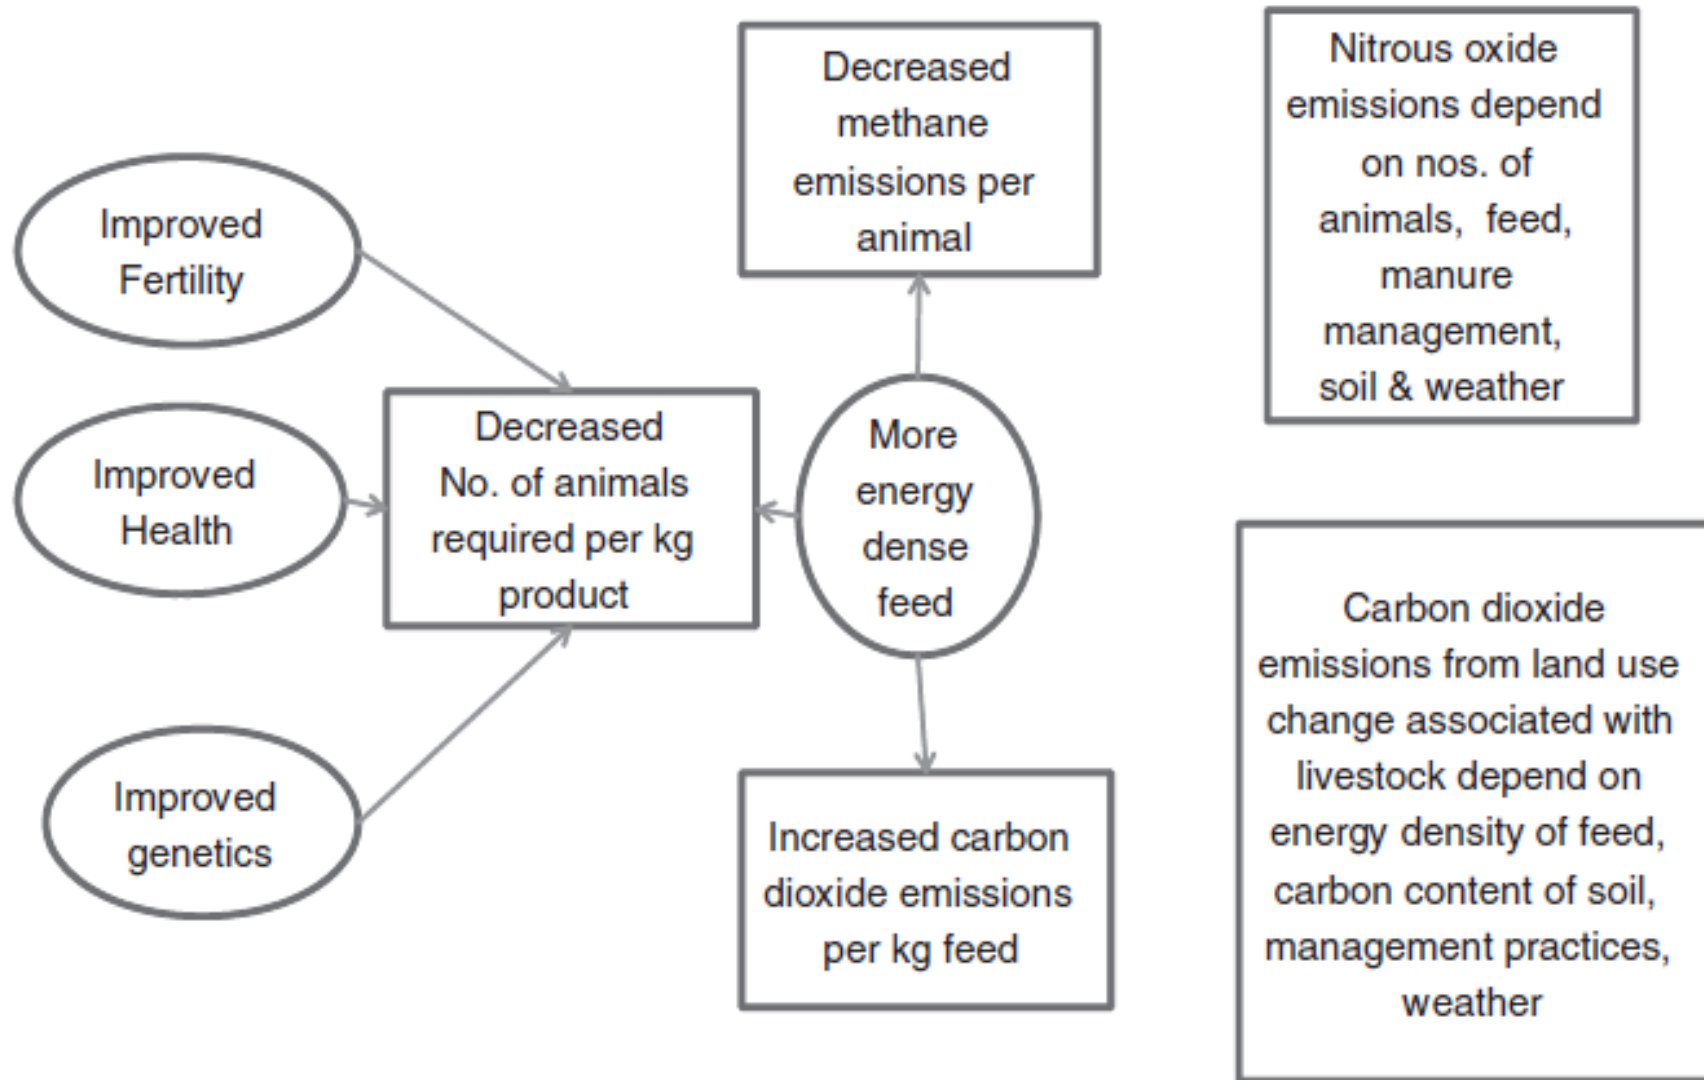 Improved
Fertility
Improved
Health
Improved
genetics
Decreased
No. of animals
required per kg
product
Decreased
methane
emissions per
animal
More
energy
dense
feed
Increased carbon
dioxide emissions
per kg feed
Nitrous oxide
emissions depend
on nos. of
animals,  feed,
manure
management,
soil & weather
Carbon dioxide
emissions from land use
change associated with
livestock depend on
energy density of feed,
carbon content of soil,
management practices,
weather